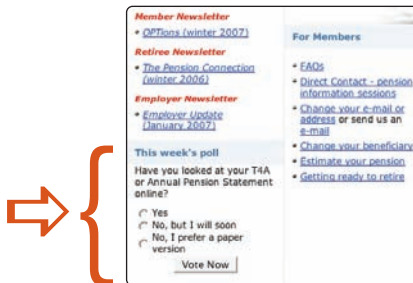 Member Newsletter
• OPTions (winter 2007)
Retiree Newsletter
• The Pension Connection
(winter 2006)
Employer Newsletter
• Employer Update
(January 2007)
This week's poll
Have you looked at your T4A
or Annual Pension Statement
online?
Yes
No, but I will soon
No, I prefer a paper
version
Vote Now
For Members
• FAQs
• Direct Contact - pension
information sessions
• Change your e-mail or
address or send us an
e-mail
• Change your beneficiary
• Estimate your pension
• Getting ready to retire